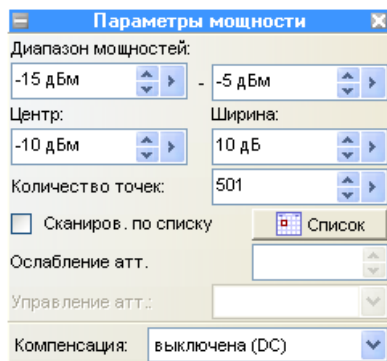 Параметры мощности
Диапазон мощностей:
-15 дБм - -5 дБм
Центр: Ширина:
-10 дБм 10 дБ
Количество точек: 501
Сканиров. по списку Список
Ослабление атт.
Управление атт.:
Компенсация: выключена (DC)